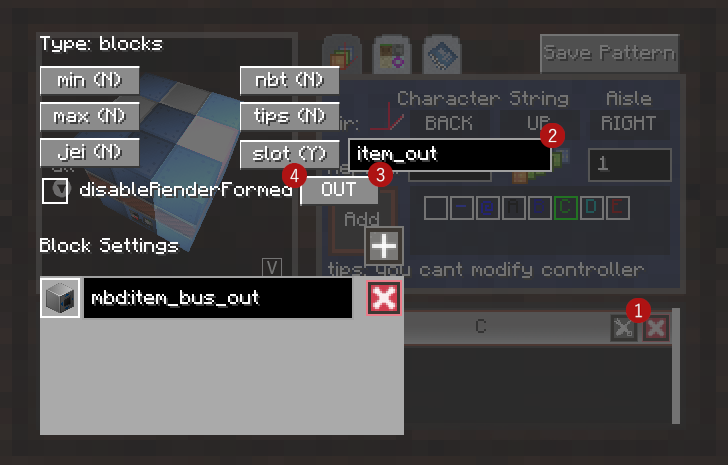 Type: blocks
Save Pattern
min (N)
nbt (N)
max (N)
tips (N)
Character String
Aisle
BACK
UP
RIGHT
jei (N)
slot (Y)
item_out
2
1
4
disableRenderFormed
OUT
3
Add
C
D
E
Block Settings
V
tips: you cant modify controller
mbd:item_bus_out
C
1